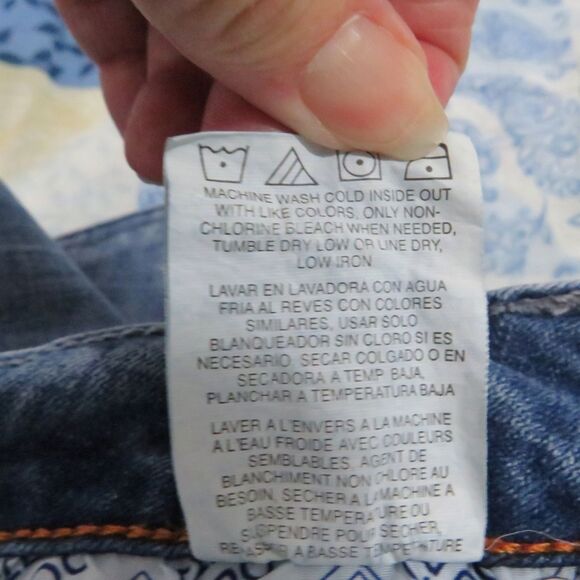 MACHINE WASH COLD INSIDE OUT
WITH LIKE COLORS, ONLY NON-
CHLORINE BLEACH WHEN NEEDED,
TUMBLE DRY LOW OR LINE DRY,
LOW IRON
LAVAR EN LAVADORA CON AGUA
FRIA AL REVES CON COLORES
SIMILARES, USAR SOLO
BLANQUEADOR SIN CLORO SI ES
NECESARIO SECAR COLGADO O EN
SECADORA A TEMP BAJA,
PLANCHAR A TEMPERATURA BAJA
LAVER A L'ENVERS A LA MACHINE
A L'EAU FROIDE AVEC COULEURS
SEMBLABLES, AGENT DE
BLANCHIMENT NON CHLORE AU
BESOIN, SECHER A LA MACHINE A
BASSE TEMPERATURE OU
SUSPENDRE POUR SECHER,
REPASSER A BASSE TEMPERATURE